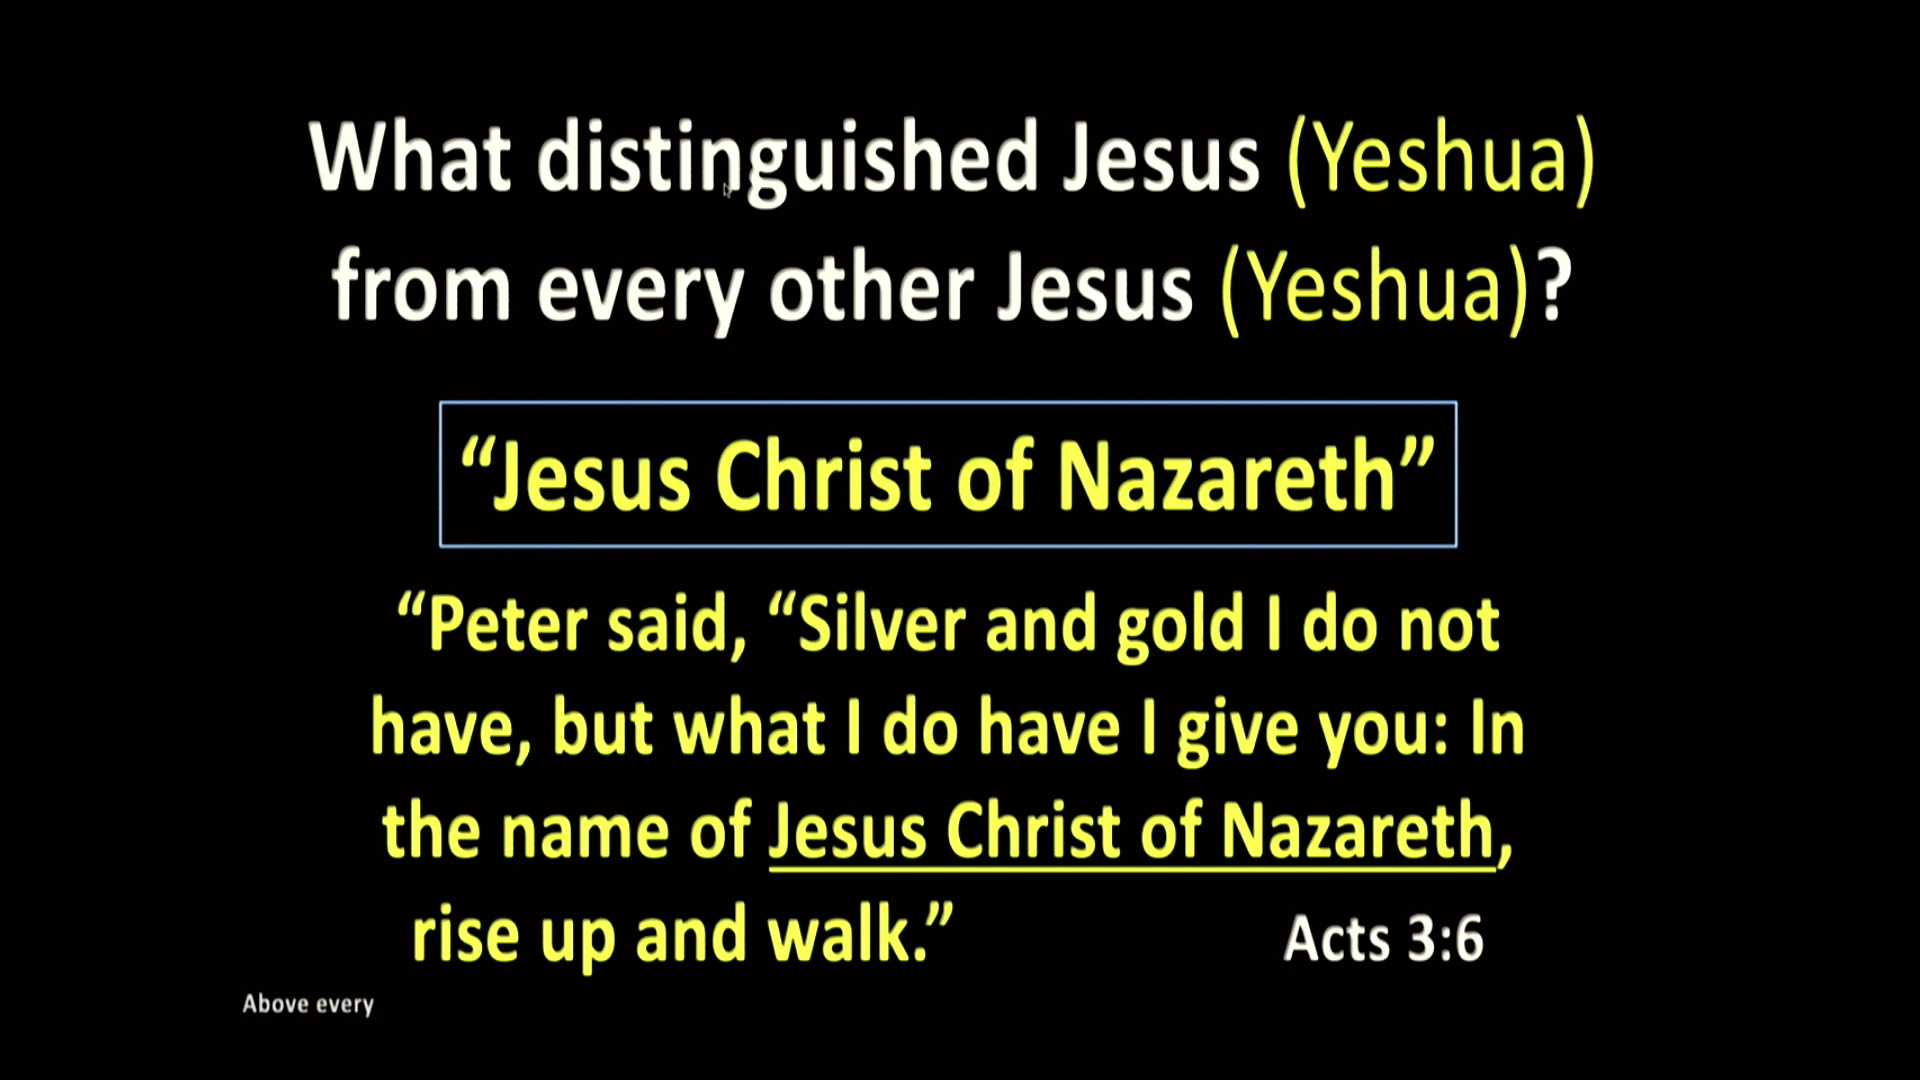 What distinguished Jesus (Yeshua)
from every other Jesus (Yeshua)?
“Jesus Christ of Nazareth”
“Peter said, “Silver and gold I do not
have, but what I do have I give you: In
the name of Jesus Christ of Nazareth,
rise up and walk.” Acts 3:6
Above every